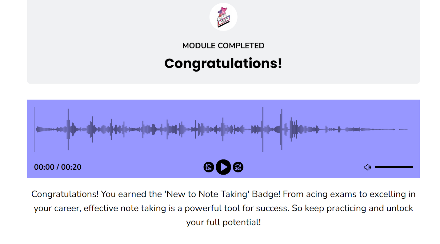 MODULE COMPLETED
Congratulations!
00:00 / 00:20
Congratulations! You earned the 'New to Note Taking' Badge! From acing exams to excelling in
your career, effective note taking is a powerful tool for success. So keep practicing and unlock
your full potential!